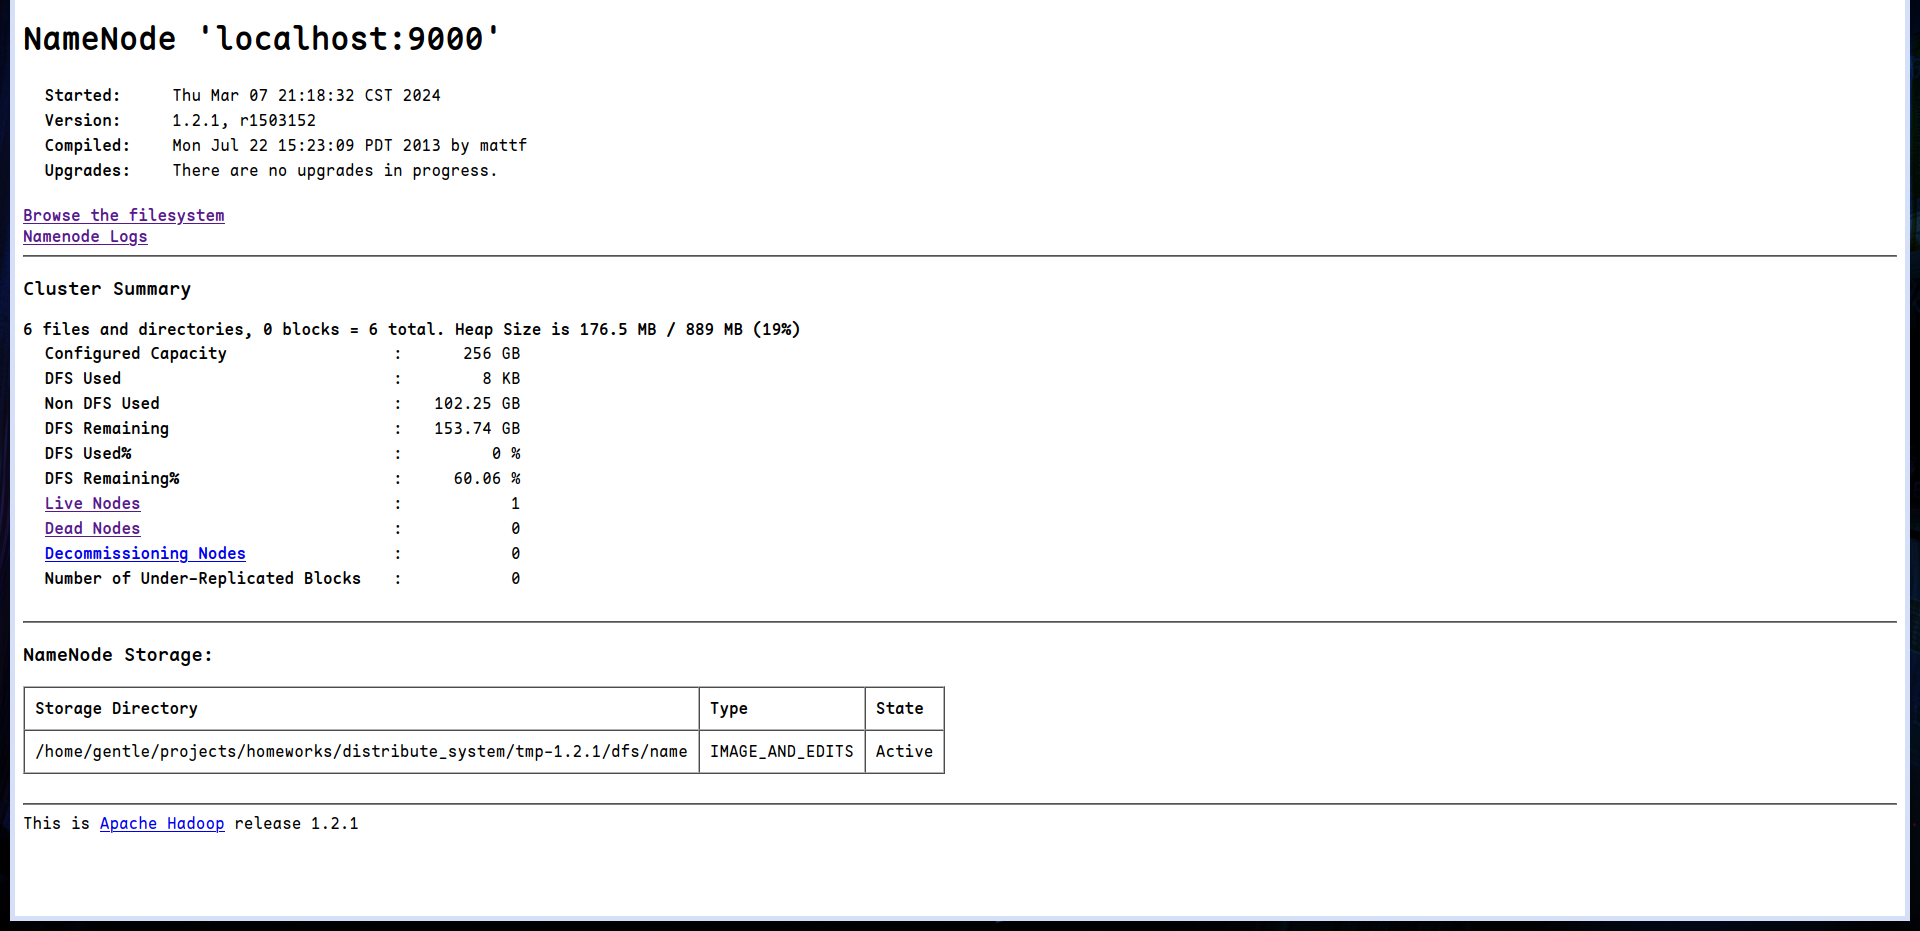 NameNode 'localhost:9000'
Started: Thu Mar 07 21:18:32 CST 2024
Version: 1.2.1, r1503152
Compiled: Mon Jul 22 15:23:09 PDT 2013 by mattf
Upgrades: There are no upgrades in progress.
Browse the filesystem
Namenode Logs
Cluster Summary
6 files and directories, 0 blocks = 6 total. Heap Size is 176.5 MB / 889 MB (19%)
Configured Capacity : 256 GB
DFS Used : 8 KB
Non DFS Used : 102.25 GB
DFS Remaining : 153.74 GB
DFS Used% : 0 %
DFS Remaining% : 60.06 %
Live Nodes : 1
Dead Nodes : 0
Decommissioning Nodes : 0
Number of Under-Replicated Blocks : 0
NameNode Storage:
Storage Directory Type State
/home/gentle/projects/homeworks/distribute_system/tmp-1.2.1/dfs/name IMAGE_AND_EDITS Active
This is Apache Hadoop release 1.2.1